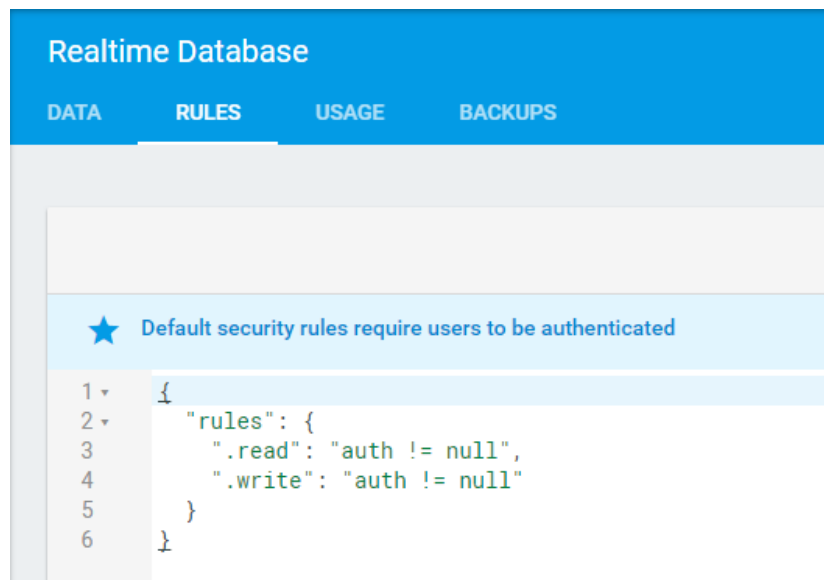 Realtime Database
DATA RULES USAGE BACKUPS
Default security rules require users to be authenticated
1 {
2 "rules": {
3 ".read": "auth != null",
4 ".write": "auth != null"
5 }
6 }